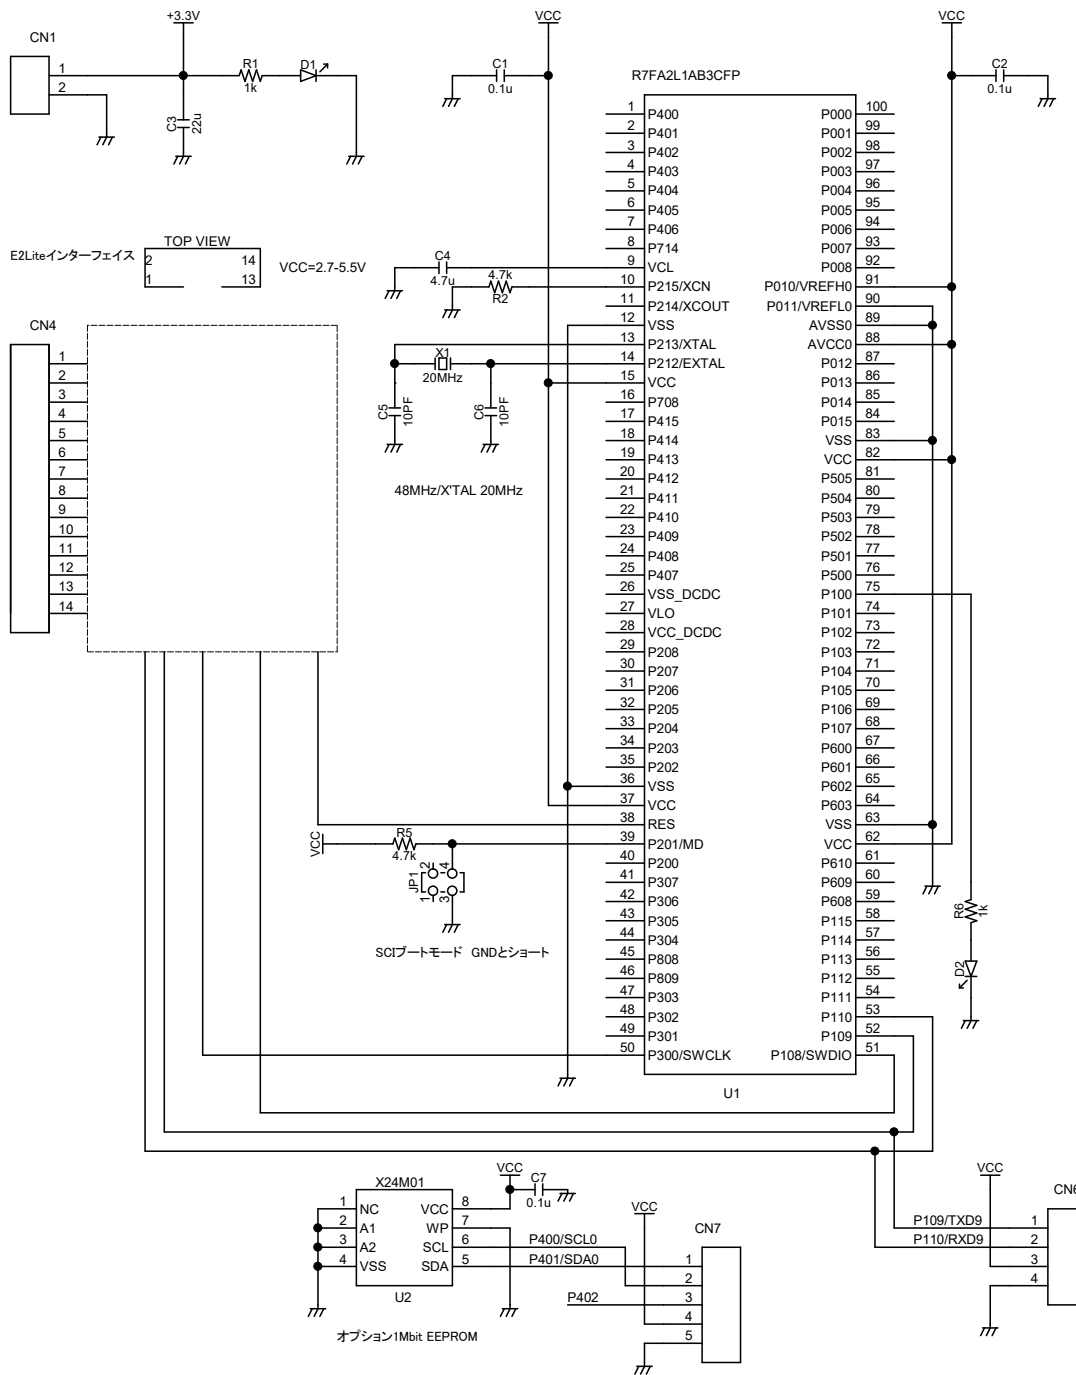 +3.3V
CN1
1
2
R1
1k
D1
C3
22u
VCC
C1
0.1u
VCC
C2
0.1u
R7FA2L1AB3CFP
1 P400
2 P401
3 P402
4 P403
5 P404
6 P405
7 P406
8 P714
9 VCL
10 P215/XCN
11 P214/XCOUT
12 VSS
13 P213/XTAL
14 P212/EXTAL
15 VCC
16 P708
17 P415
18 P414
19 P413
20 P412
21 P411
22 P410
23 P409
24 P408
25 P407
26 VSS_DCDC
27 VLO
28 VCC_DCDC
29 P208
30 P207
31 P206
32 P205
33 P204
34 P203
35 P202
36 VSS
37 VCC
38 RES
39 P201/MD
40 P200
41 P307
42 P306
43 P305
44 P304
45 P808
46 P809
47 P303
48 P302
49 P301
50 P300/SWCLK
P000 100
P001 99
P002 98
P003 97
P004 96
P005 95
P006 94
P007 93
P008 92
P010/VREFH0 91
P011/VREFL0 90
AVSS0 89
AVCC0 88
P012 87
P013 86
P014 85
P015 84
VSS 83
VCC 82
P505 81
P504 80
P503 79
P502 78
P501 77
P500 76
P100 75
P101 74
P102 73
P103 72
P104 71
P105 70
P106 69
P107 68
P600 67
P601 66
P602 65
P603 64
VSS 63
VCC 62
P610 61
P609 60
P608 59
P115 58
P114 57
P113 56
P112 55
P111 54
P110 53
P109 52
P108/SWDIO 51
U1
E2Liteインターフェイス
TOP VIEW
2 14
1 13
VCC=2.7-5.5V
C4
4.7u
4.7k
R2
X1
20MHz
C5
10PF
C6
10PF
48MHz/X'TAL 20MHz
CN4
1
2
3
4
5
6
7
8
9
10
11
12
13
14
VCC
R5
4.7k
JP1
2 4
1 3
SCIブートモード GNDとショート
R6
1k
D2
X24M01
1 NC
2 A1
3 A2
4 VSS
VCC 8
WP 7
SCL 6
SDA 5
U2
オプション1Mbit EEPROM
VCC
C7
0.1u
P400/SCL0
P401/SDA0
P402
VCC
CN7
1
2
3
4
5
VCC
CN6
P109/TXD9 1
P110/RXD9 2
3
4